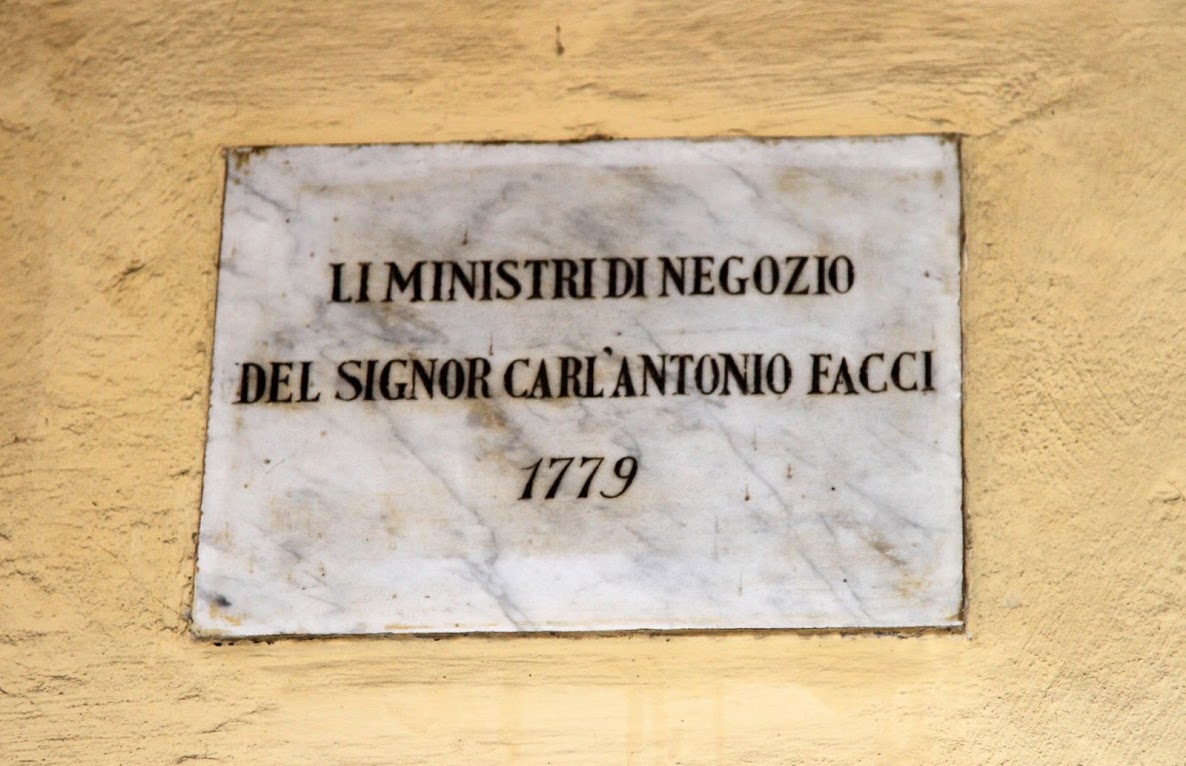 LI MINISTRI DI NEGOZIO
DEL SIGNOR CARL'ANTONIO FACCI
1779